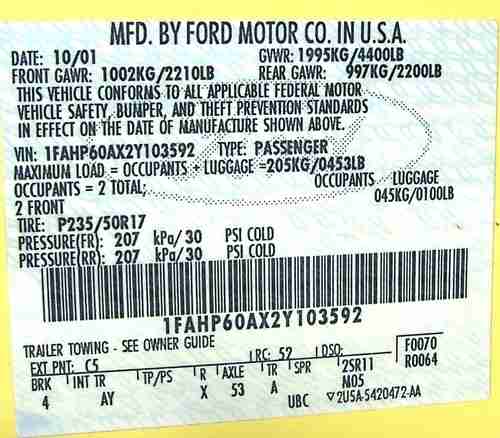 MFD. BY FORD MOTOR CO. IN U.S.A.
DATE: 10/01 GVWR: 1995KG/4400LB
FRONT GAWR: 1002KG/2210LB REAR GAWR: 997KG/2200LB
THIS VEHICLE CONFORMS TO ALL APPLICABLE FEDERAL MOTOR
VEHICLE SAFETY, BUMPER, AND THEFT PREVENTION STANDARDS
IN EFFECT ON THE DATE OF MANUFACTURE SHOWN ABOVE.
VIN: 1FAHP60AX2Y103592 TYPE: PASSENGER
MAXIMUM LOAD = OCCUPANTS + LUGGAGE =205KG/0453LB
OCCUPANTS = 2 TOTAL; OCCUPANTS LUGGAGE
2 FRONT 045KG/0100LB
TIRE: P235/50R17
PRESSURE(FR): 207 kPa/30 PSI COLD
PRESSURE(RR): 207 kPa/30 PSI COLD
1FAHP60AX2Y103592
TRAILER TOWING - SEE OWNER GUIDE
EXT PNT: C5 RC: 52 DSO: F0070
BRK INT TR TP/PS R AXLE TR SPR 2SR11 R0064
4 AY X 53 A M05
UBC ▽2U5A-5420472-AA